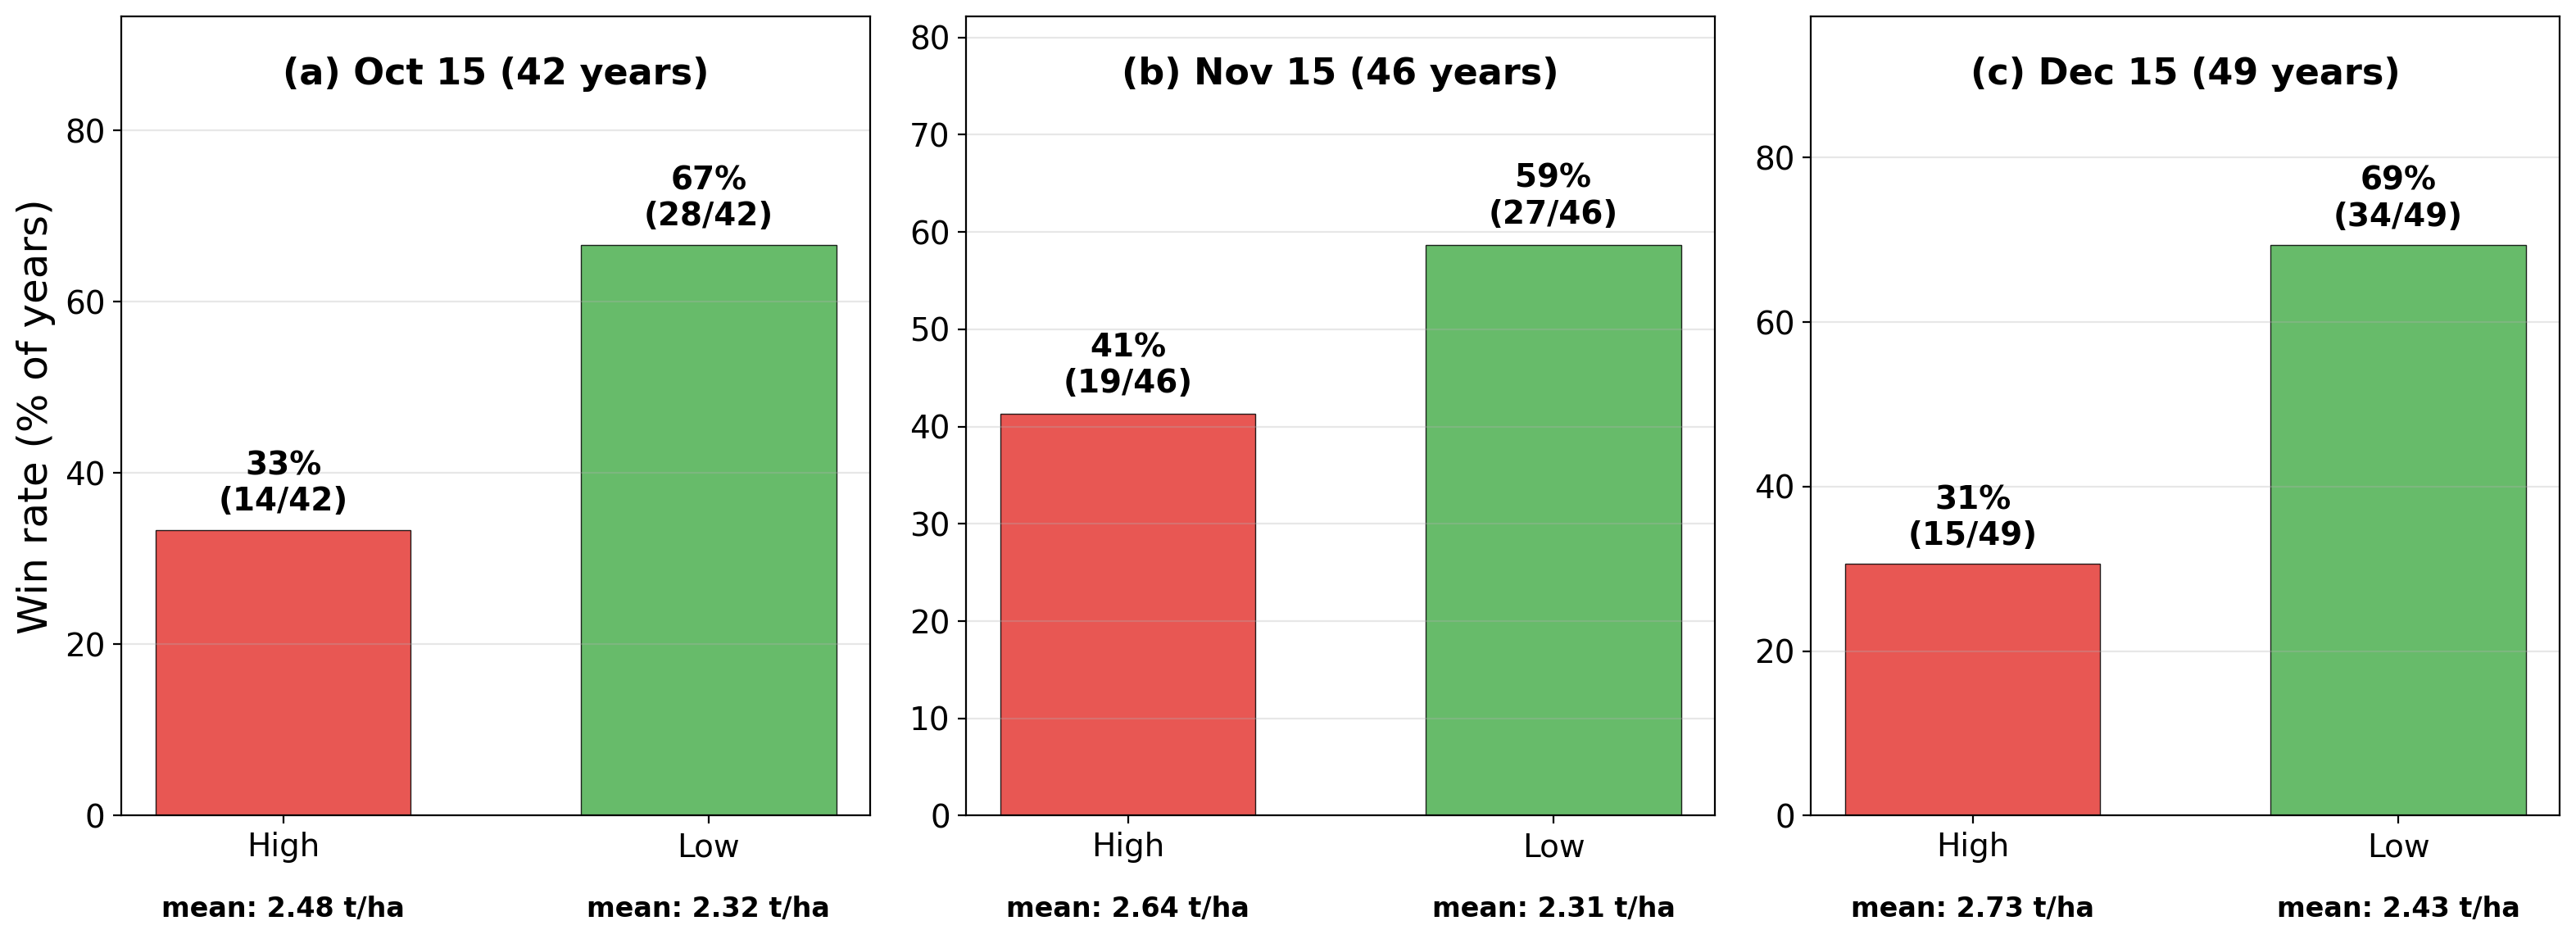 (a) Oct 15 (42 years)
Win rate (% of years)
80
60
40
20
0
33%
(14/42)
67%
(28/42)
High
Low
mean: 2.48 t/ha
mean: 2.32 t/ha
(b) Nov 15 (46 years)
80
70
60
50
40
30
20
10
0
41%
(19/46)
59%
(27/46)
High
Low
mean: 2.64 t/ha
mean: 2.31 t/ha
(c) Dec 15 (49 years)
80
60
40
20
0
31%
(15/49)
69%
(34/49)
High
Low
mean: 2.73 t/ha
mean: 2.43 t/ha